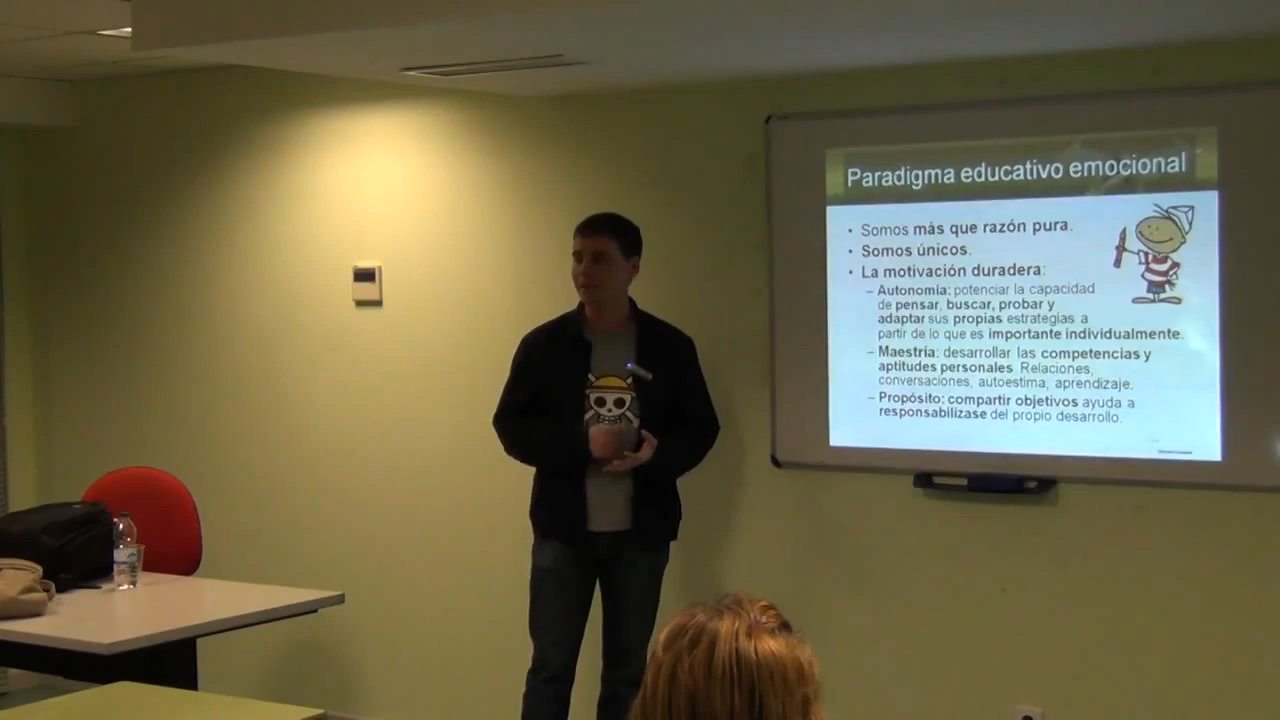 Paradigma educativo emocional
• Somos más que razón pura.
• Somos únicos.
• La motivación duradera:
– Autonomía: potenciar la capacidad
de pensar, buscar, probar y
adaptar sus propias estrategias a
partir de lo que es importante individualmente.
– Maestría: desarrollar las competencias y
aptitudes personales. Relaciones,
conversaciones, autoestima, aprendizaje.
– Propósito: compartir objetivos ayuda a
responsabilizase del propio desarrollo.